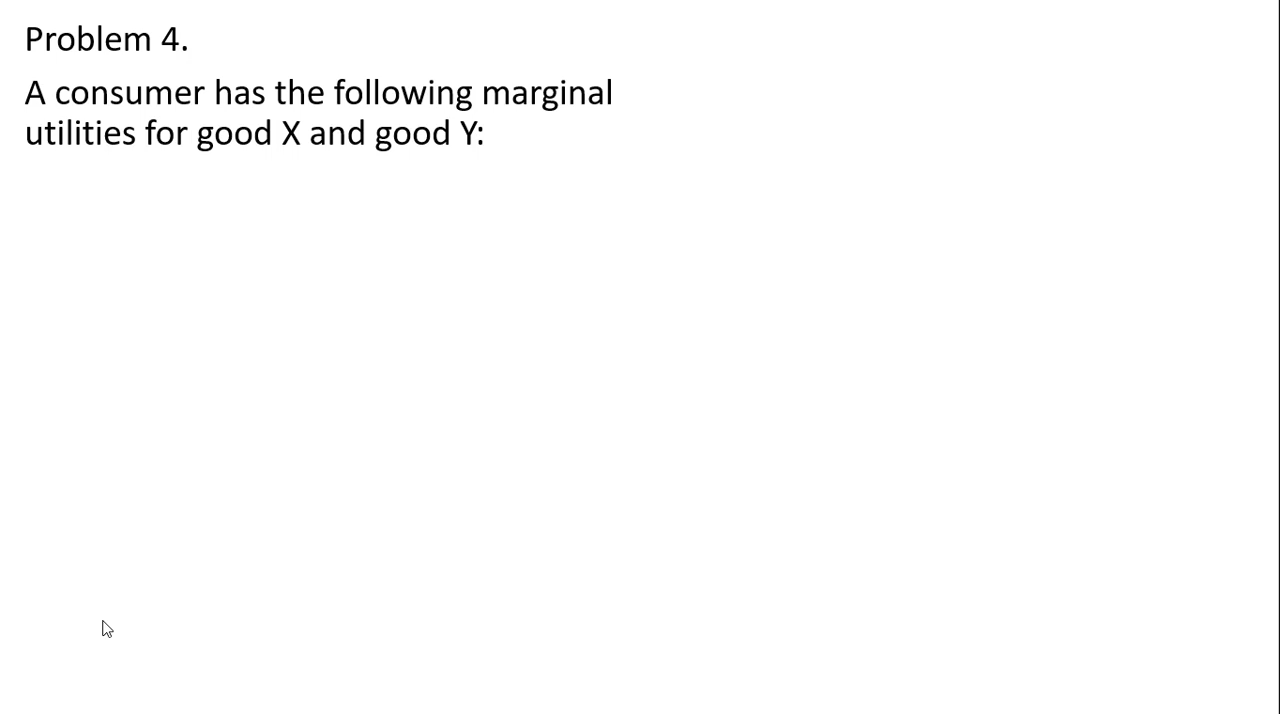 Problem 4.
A consumer has the following marginal
utilities for good X and good Y: